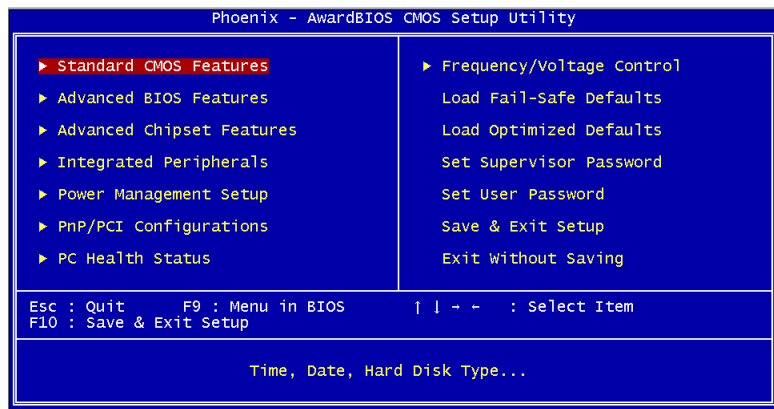 Phoenix - AwardBIOS CMOS Setup Utility
▶ Standard CMOS Features
▶ Advanced BIOS Features
▶ Advanced Chipset Features
▶ Integrated Peripherals
▶ Power Management Setup
▶ PnP/PCI Configurations
▶ PC Health Status
▶ Frequency/Voltage Control
Load Fail-Safe Defaults
Load Optimized Defaults
Set Supervisor Password
Set User Password
Save & Exit Setup
Exit Without Saving
Esc : Quit F9 : Menu in BIOS ↑ ↓ → ← : Select Item
F10 : Save & Exit Setup
Time, Date, Hard Disk Type...